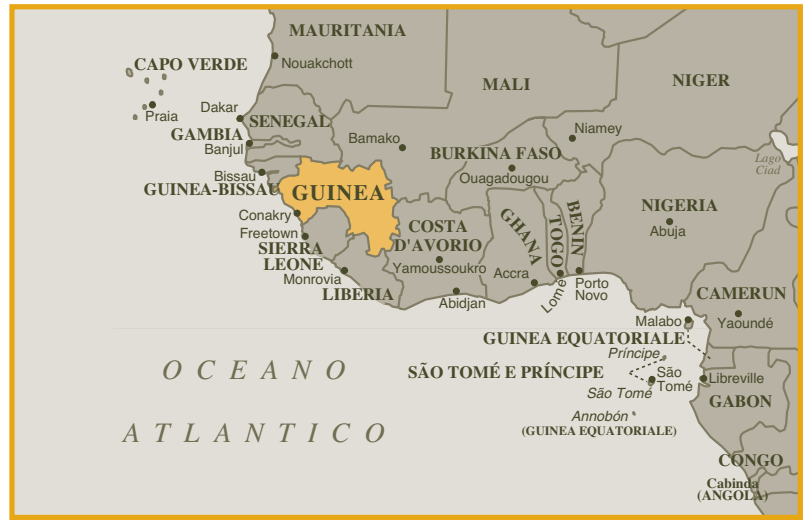 MAURITANIA
Nouakchott
CAPO VERDE
Praia
MALI
NIGER
Dakar
SENEGAL
GAMBIA
Banjul
Bamako
Niamey
BURKINA FASO
Ouagadougou
Lago
Ciad
Bissau
GUINEA-BISSAU
GUINEA
Conakry
Freetown
SIERRA
LEONE
Monrovia
LIBERIA
COSTA
D'AVORIO
Yamoussoukro
Abidjan
GHANA
Accra
TOGO
Lomé
BENIN
Porto
Novo
NIGERIA
Abuja
CAMERUN
Yaoundé
Malabo
GUINEA EQUATORIALE
Príncipe
SÃO TOMÉ E PRÍNCIPE
São
Tomé
São Tomé
Libreville
GABON
Annobón
(GUINEA EQUATORIALE)
CONGO
Cabinda
(ANGOLA)
OCEANO
ATLANTICO